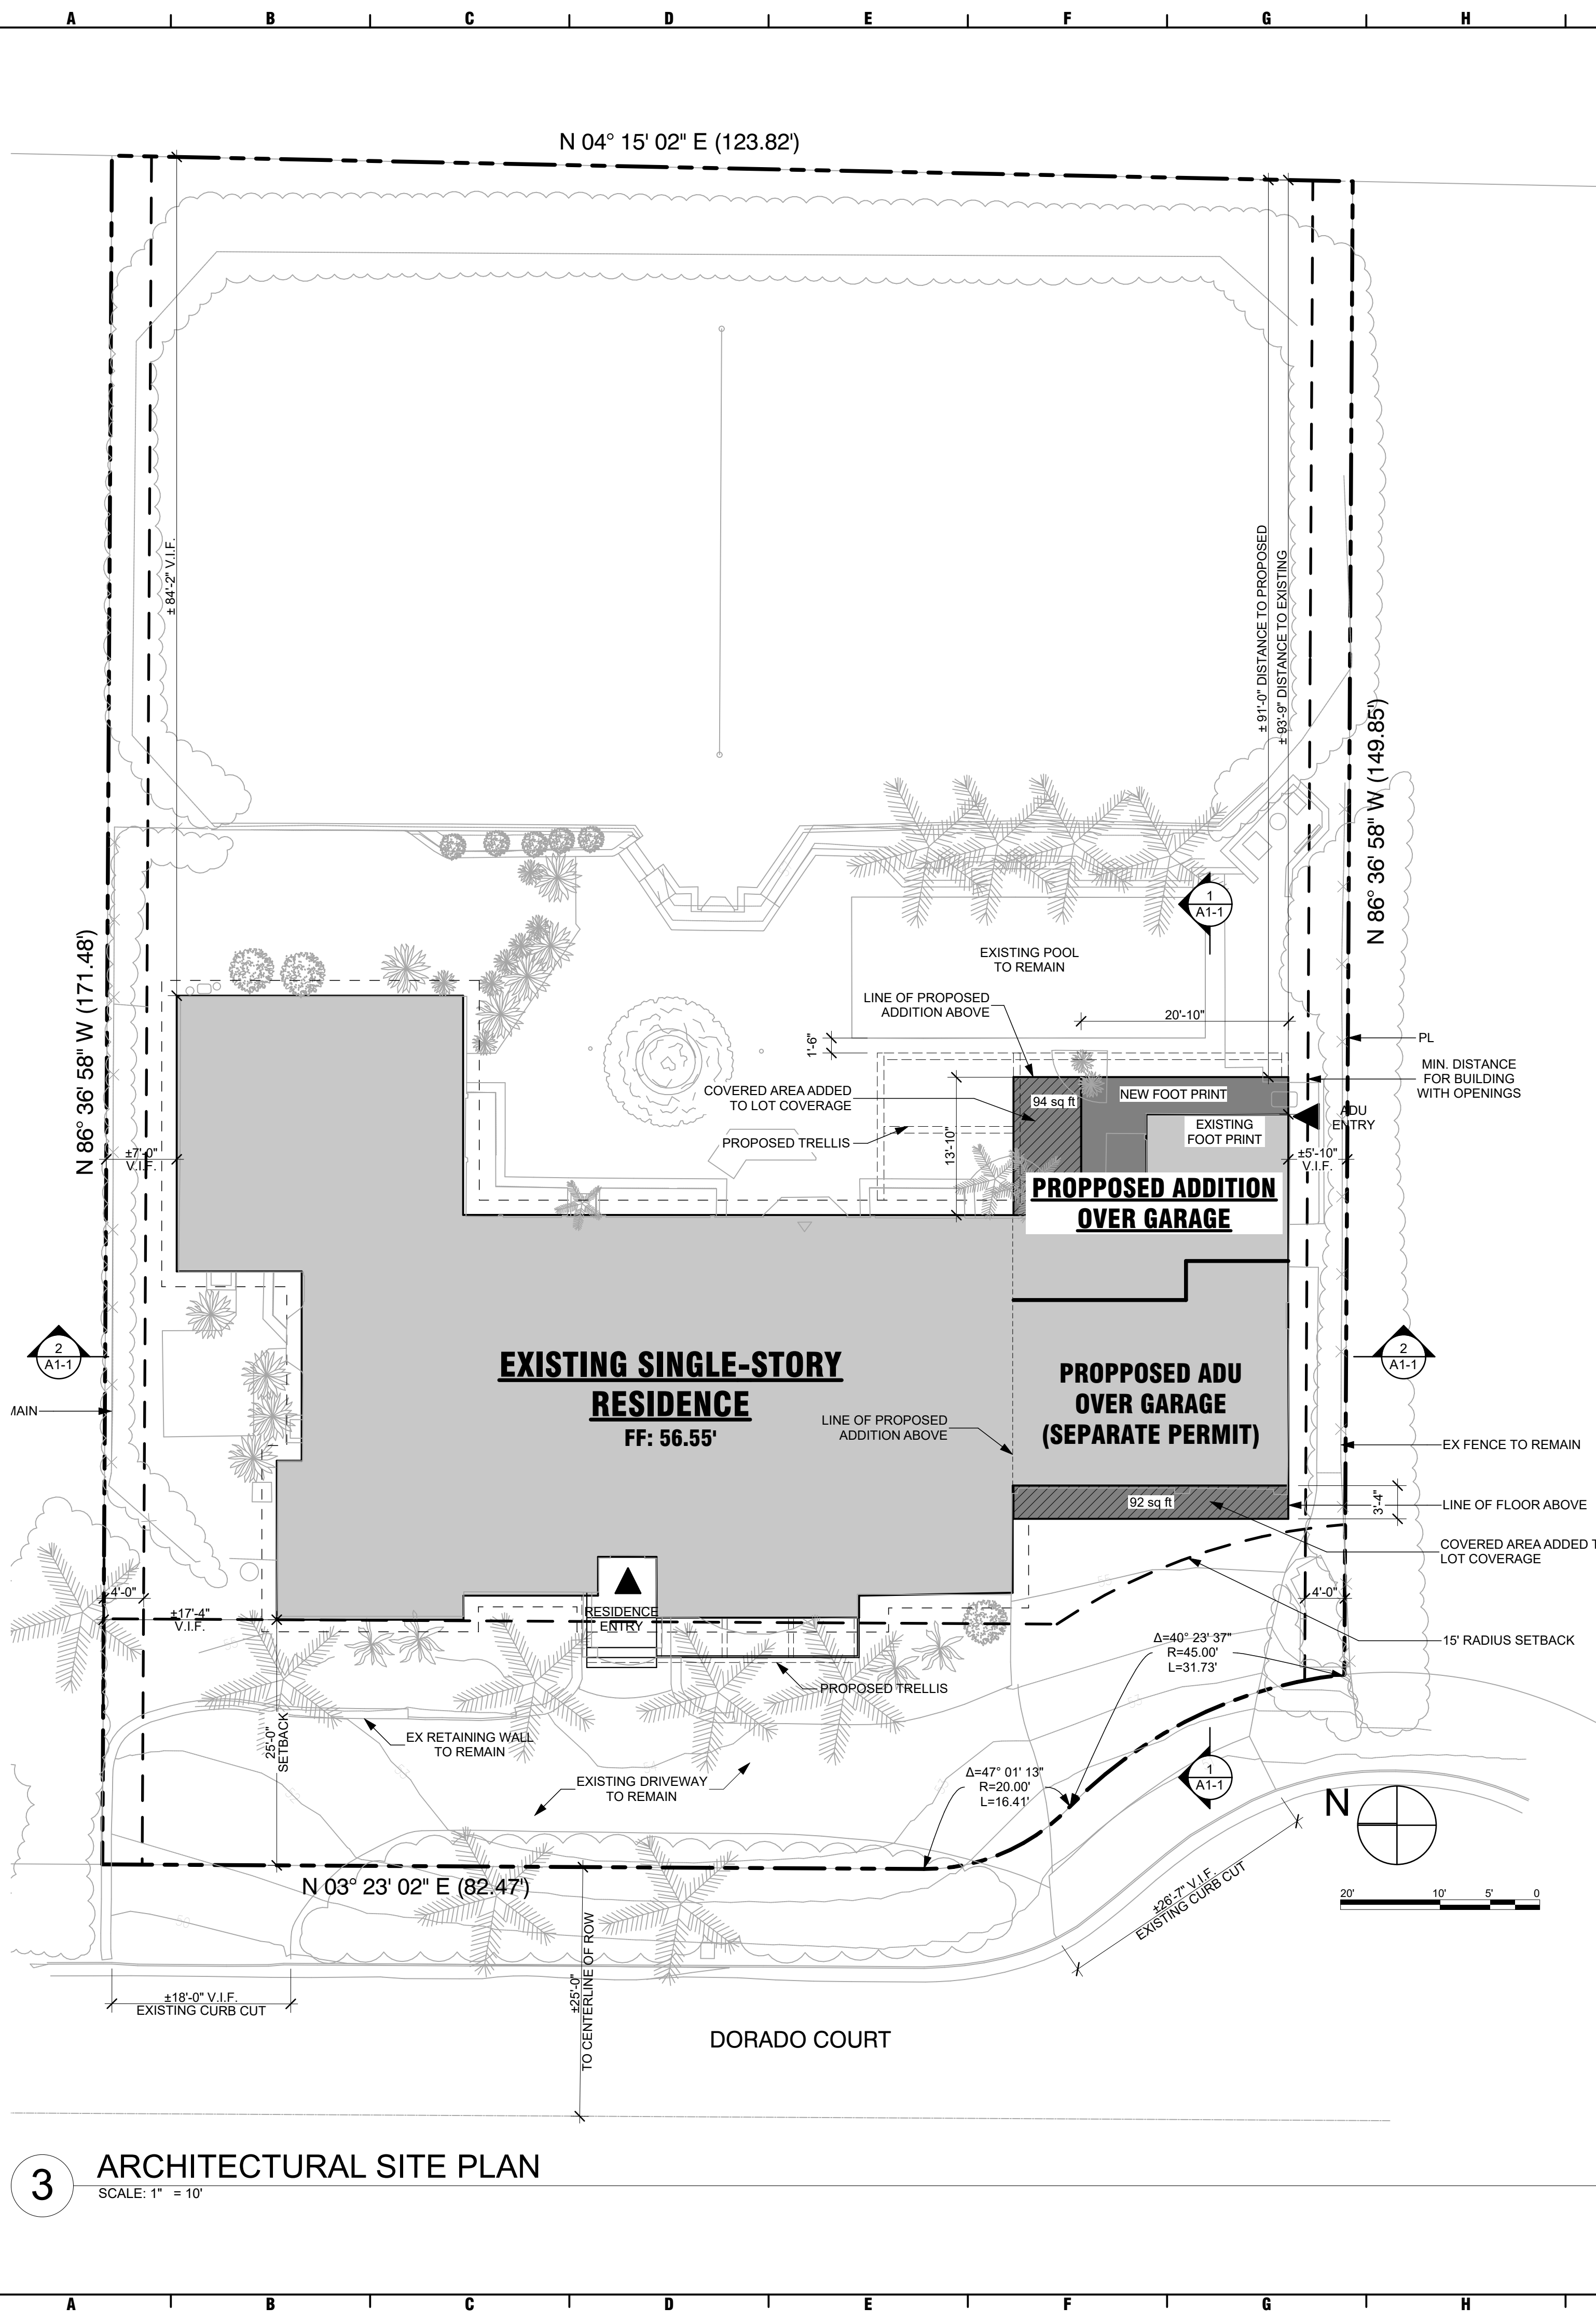 A B C D E F G H
N 04° 15' 02" E (123.82')
± 84'-2" V.I.F.
± 91'-0" DISTANCE TO PROPOSED
± 93'-9" DISTANCE TO EXISTING
N 86° 36' 58" W (149.85')
N 86° 36' 58" W (171.48')
1
A1-1
EXISTING POOL
TO REMAIN
LINE OF PROPOSED
ADDITION ABOVE
20'-10"
1'-6"
PL
MIN. DISTANCE
FOR BUILDING
WITH OPENINGS
COVERED AREA ADDED
TO LOT COVERAGE
94 sq ft
NEW FOOT PRINT
ADU
ENTRY
EXISTING
FOOT PRINT
PROPOSED TRELLIS
13'-10"
±7'-0"
V.I.F.
±5'-10"
V.I.F.
PROPPOSED ADDITION
OVER GARAGE
2
A1-1
2
A1-1
EXISTING SINGLE-STORY
RESIDENCE
FF: 56.55'
PROPPOSED ADU
OVER GARAGE
(SEPARATE PERMIT)
LINE OF PROPOSED
ADDITION ABOVE
EX FENCE TO REMAIN
92 sq ft
3'-4"
LINE OF FLOOR ABOVE
COVERED AREA ADDED
LOT COVERAGE
4'-0"
±17'-4"
V.I.F.
RESIDENCE
ENTRY
4'-0"
Δ=40° 23' 37"
R=45.00'
L=31.73'
15' RADIUS SETBACK
PROPOSED TRELLIS
25'-0"
SETBACK
EX RETAINING WALL
TO REMAIN
EXISTING DRIVEWAY
TO REMAIN
Δ=47° 01' 13"
R=20.00'
L=16.41'
1
A1-1
N
N 03° 23' 02" E (82.47')
±26'-7" V.I.F.
EXISTING CURB CUT
20' 10' 5' 0
±25'-0"
TO CENTERLINE OF ROW
±18'-0" V.I.F.
EXISTING CURB CUT
DORADO COURT
3
ARCHITECTURAL SITE PLAN
SCALE: 1" = 10'
A B C D E F G H